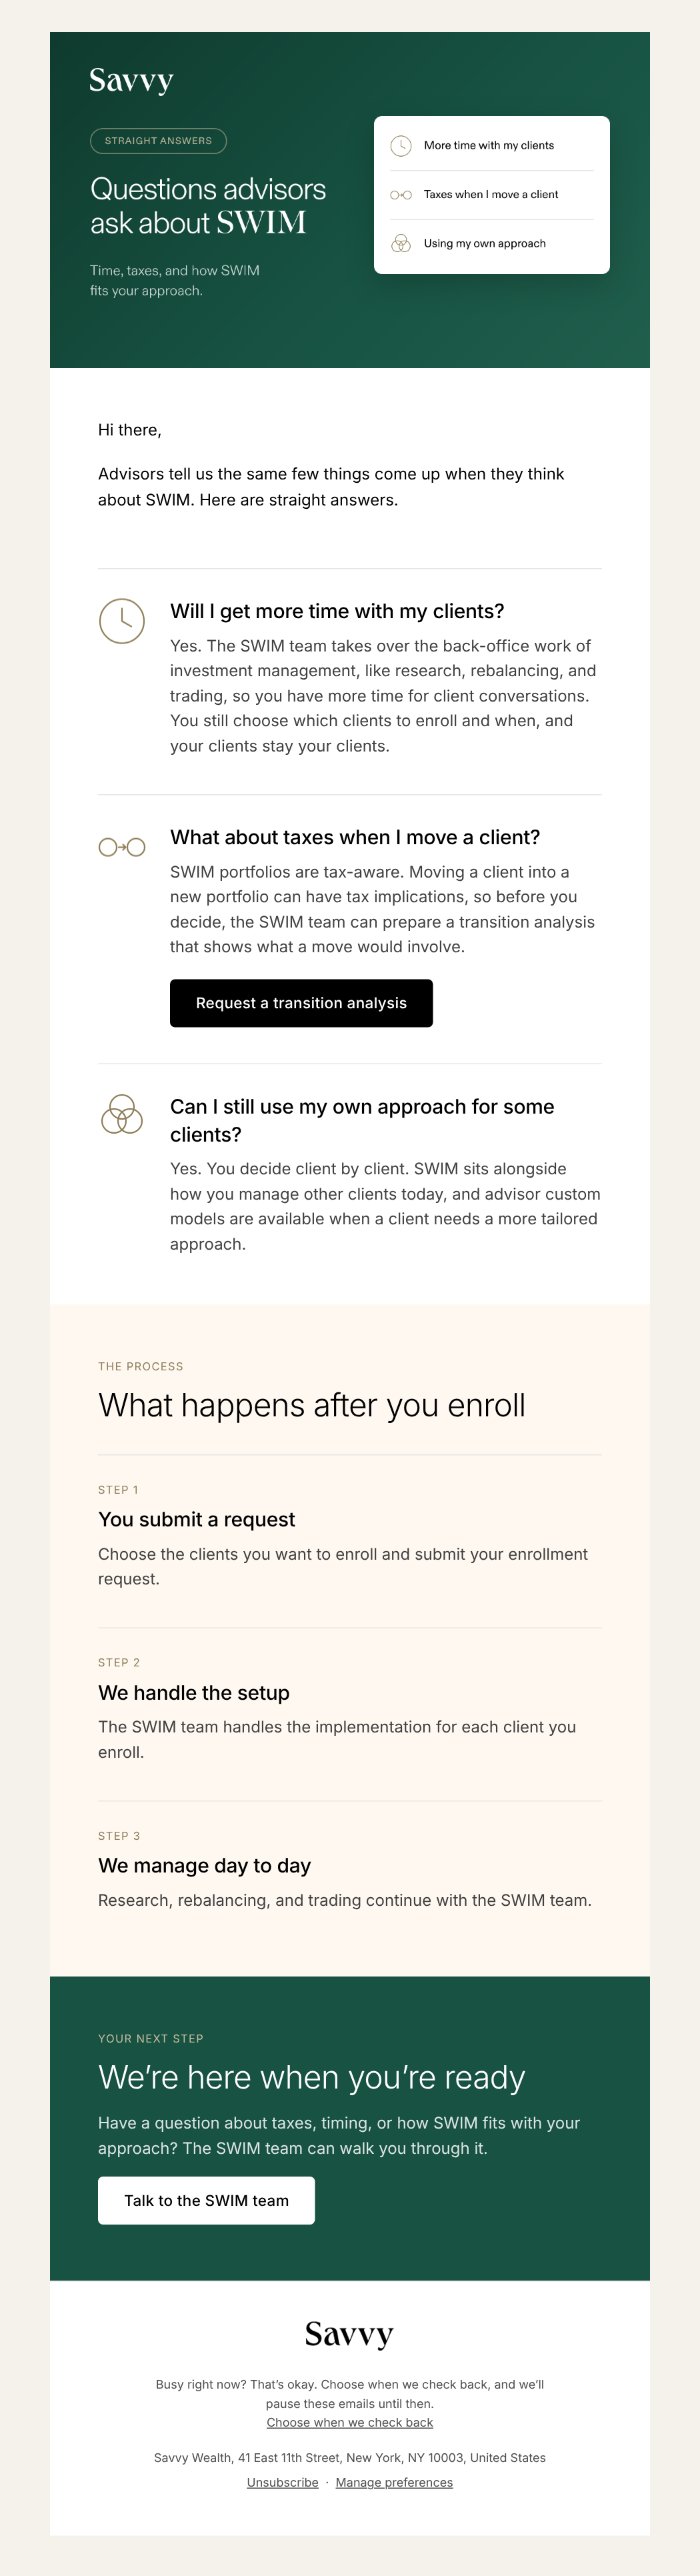 Savvy
STRAIGHT ANSWERS
Questions advisors
ask about SWIM
Time, taxes, and how SWIM
fits your approach.
More time with my clients
Taxes when I move a client
Using my own approach
Hi there,
Advisors tell us the same few things come up when they think
about SWIM. Here are straight answers.
Will I get more time with my clients?
Yes. The SWIM team takes over the back-office work of
investment management, like research, rebalancing, and
trading, so you have more time for client conversations.
You still choose which clients to enroll and when, and
your clients stay your clients.
What about taxes when I move a client?
SWIM portfolios are tax-aware. Moving a client into a
new portfolio can have tax implications, so before you
decide, the SWIM team can prepare a transition analysis
that shows what a move would involve.
Request a transition analysis
Can I still use my own approach for some
clients?
Yes. You decide client by client. SWIM sits alongside
how you manage other clients today, and advisor custom
models are available when a client needs a more tailored
approach.
THE PROCESS
What happens after you enroll
STEP 1
You submit a request
Choose the clients you want to enroll and submit your enrollment
request.
STEP 2
We handle the setup
The SWIM team handles the implementation for each client you
enroll.
STEP 3
We manage day to day
Research, rebalancing, and trading continue with the SWIM team.
YOUR NEXT STEP
We’re here when you’re ready
Have a question about taxes, timing, or how SWIM fits with your
approach? The SWIM team can walk you through it.
Talk to the SWIM team
Savvy
Busy right now? That’s okay. Choose when we check back, and we’ll
pause these emails until then.
Choose when we check back
Savvy Wealth, 41 East 11th Street, New York, NY 10003, United States
Unsubscribe · Manage preferences